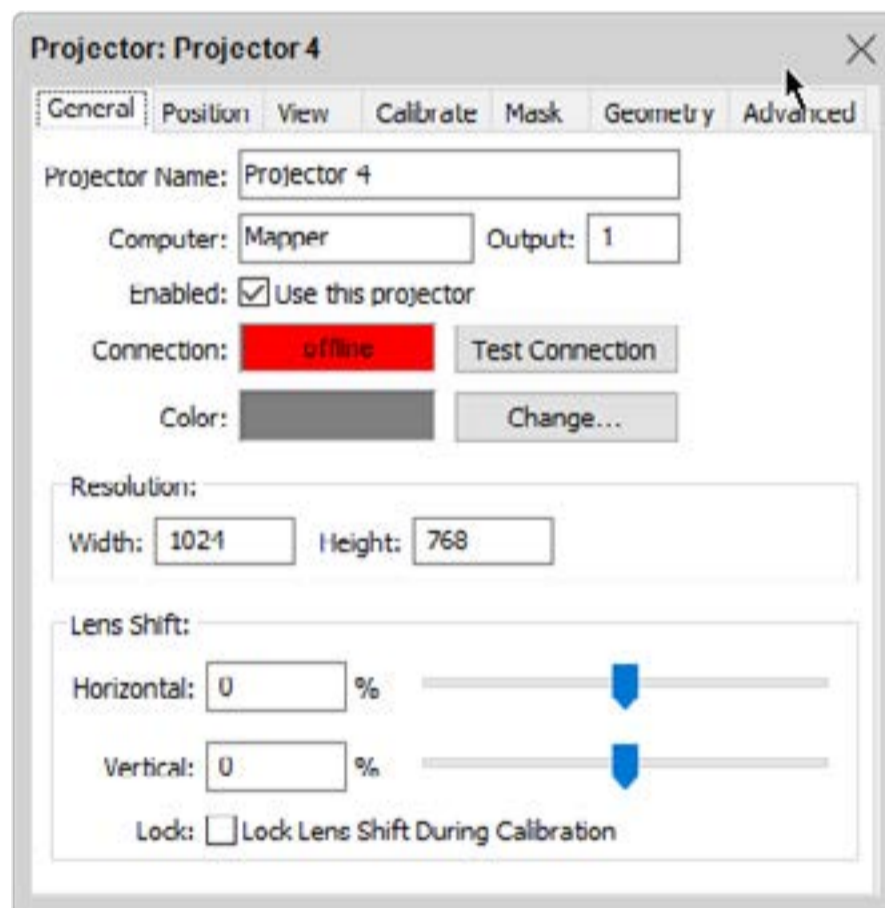 Projector: Projector 4
General Position View Calibrate Mask Geometry Advanced
Projector Name: Projector 4
Computer: Mapper Output: 1
Enabled: Use this projector
Connection: offline Test Connection
Color: Change...
Resolution:
Width: 1024 Height: 768
Lens Shift:
Horizontal: 0 %
Vertical: 0 %
Lock: Lock Lens Shift During Calibration